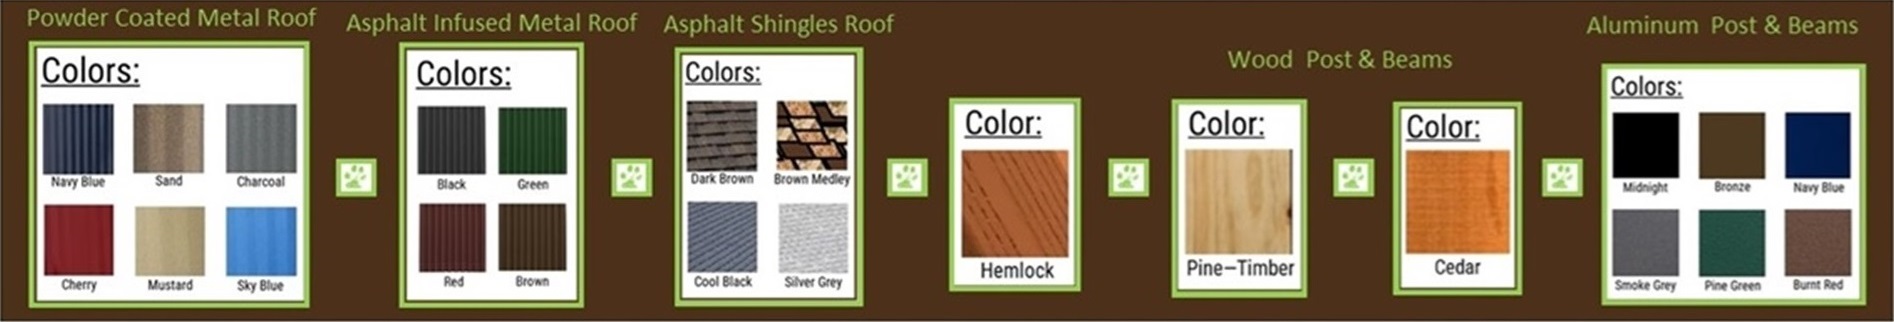 Powder Coated Metal Roof
Colors:
Navy Blue Sand Charcoal
Cherry Mustard Sky Blue
Asphalt Infused Metal Roof
Colors:
Black Green
Red Brown
Asphalt Shingles Roof
Colors:
Dark Brown Brown Medley
Cool Black Silver Grey
Wood Post & Beams
Color:
Hemlock
Color:
Pine–Timber
Color:
Cedar
Aluminum Post & Beams
Colors:
Midnight Bronze Navy Blue
Smoke Grey Pine Green Burnt Red